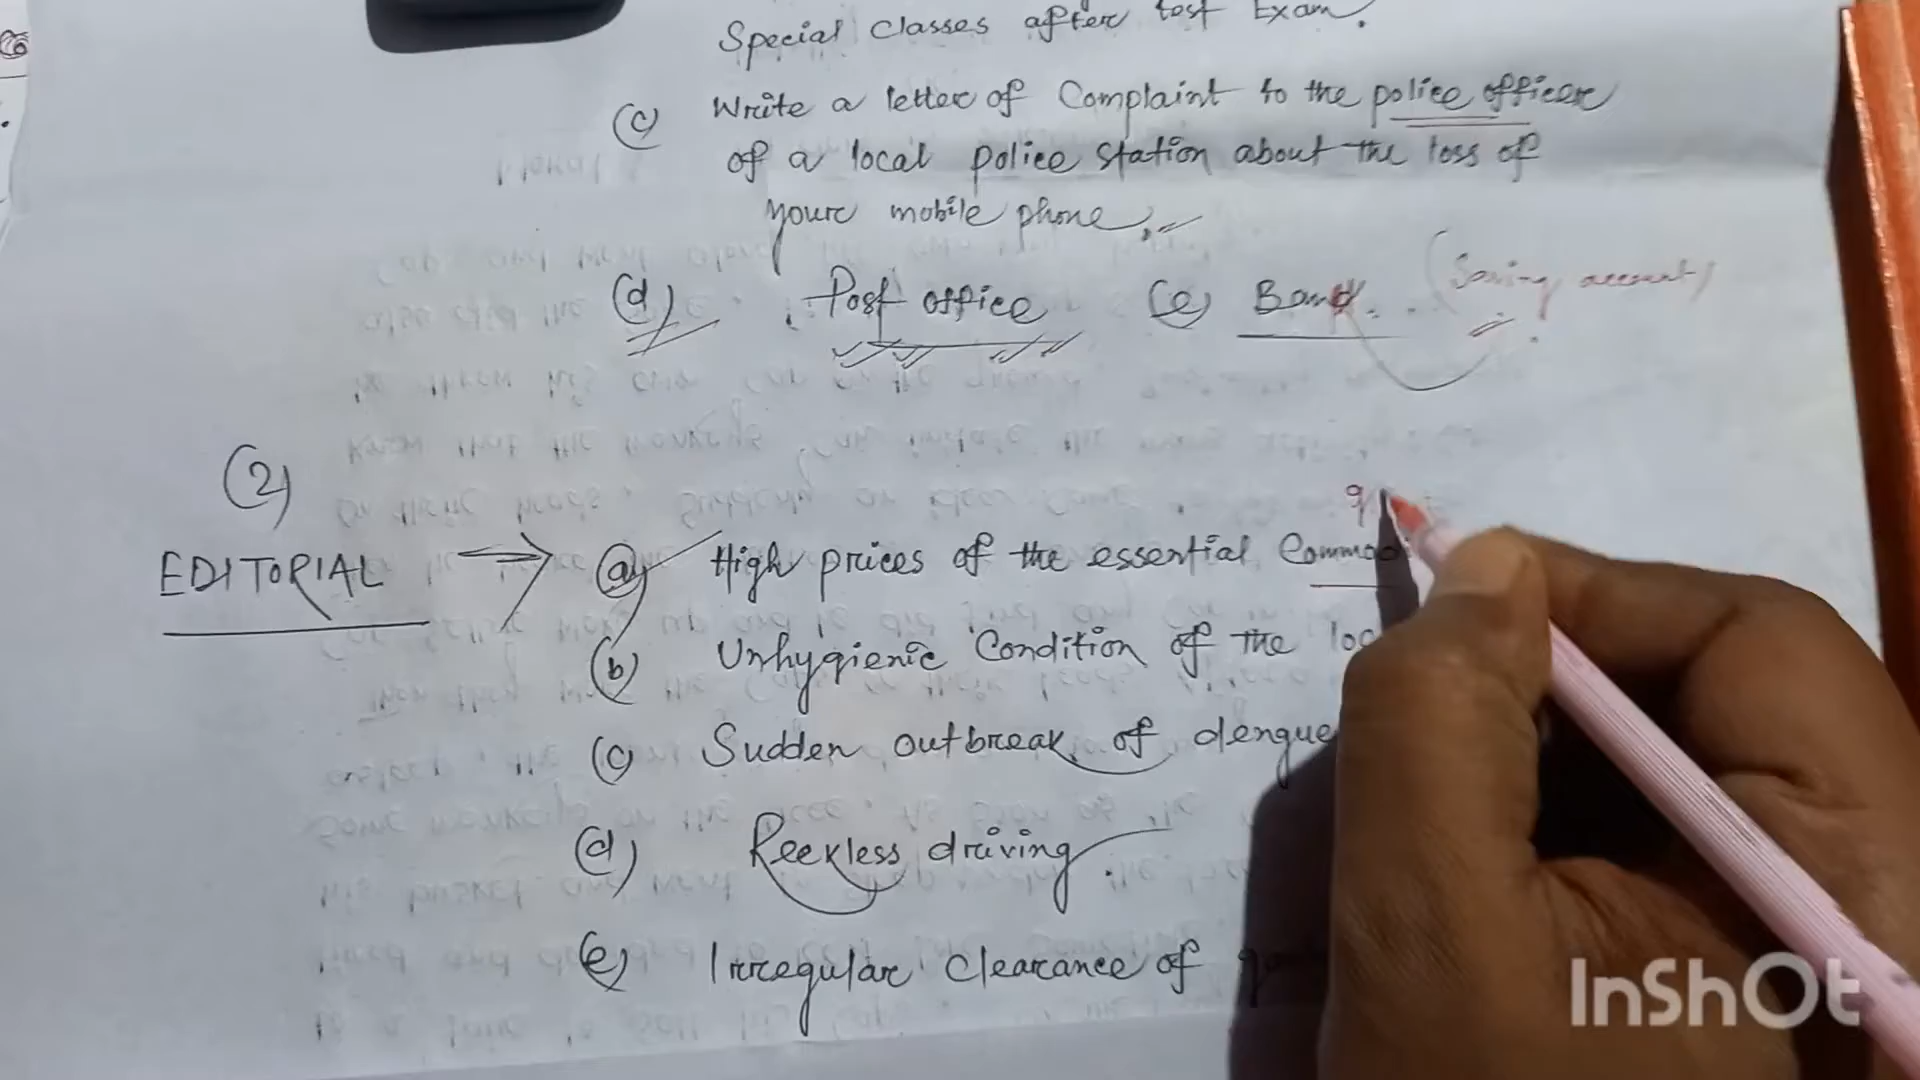 Special Classes after test Exam.
(c) Write a letter of Complaint to the police officer
of a local police station about the loss of
your mobile phone.
(d) Post office (e) Bank. (Saving account)
(2)
EDITORIAL → (a) High prices of the essential
(b) Unhygienic Condition of the
(c) Sudden outbreak of dengue
(d) Reckless driving.
(e) Irregular Clearance of
InShOt